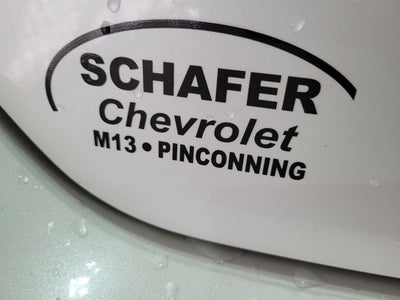 SCHAFER
Chevrolet
M13 • PINCONNING